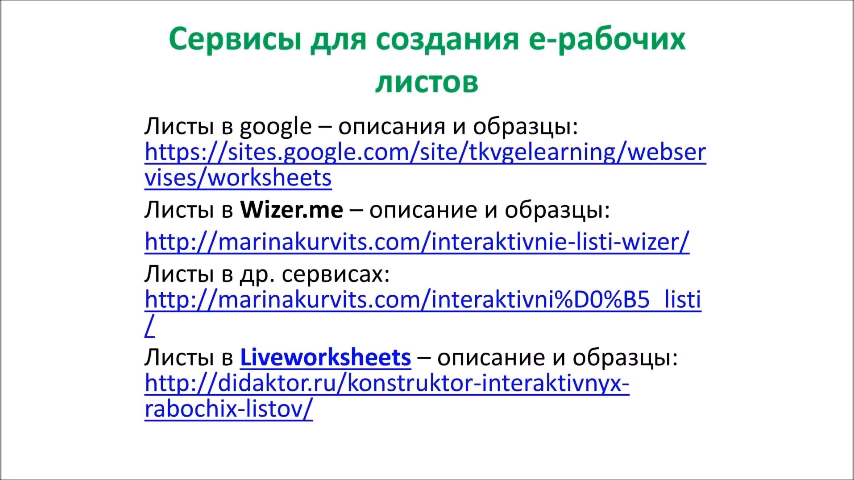 Сервисы для создания е-рабочих
листов
Листы в google – описания и образцы:
https://sites.google.com/site/tkvgelearning/webser
vises/worksheets
Листы в Wizer.me – описание и образцы:
http://marinakurvits.com/interaktivnie-listi-wizer/
Листы в др. сервисах:
http://marinakurvits.com/interaktivni%D0%B5_listi
/
Листы в Liveworksheets – описание и образцы:
http://didaktor.ru/konstruktor-interaktivnyx-
rabochix-listov/